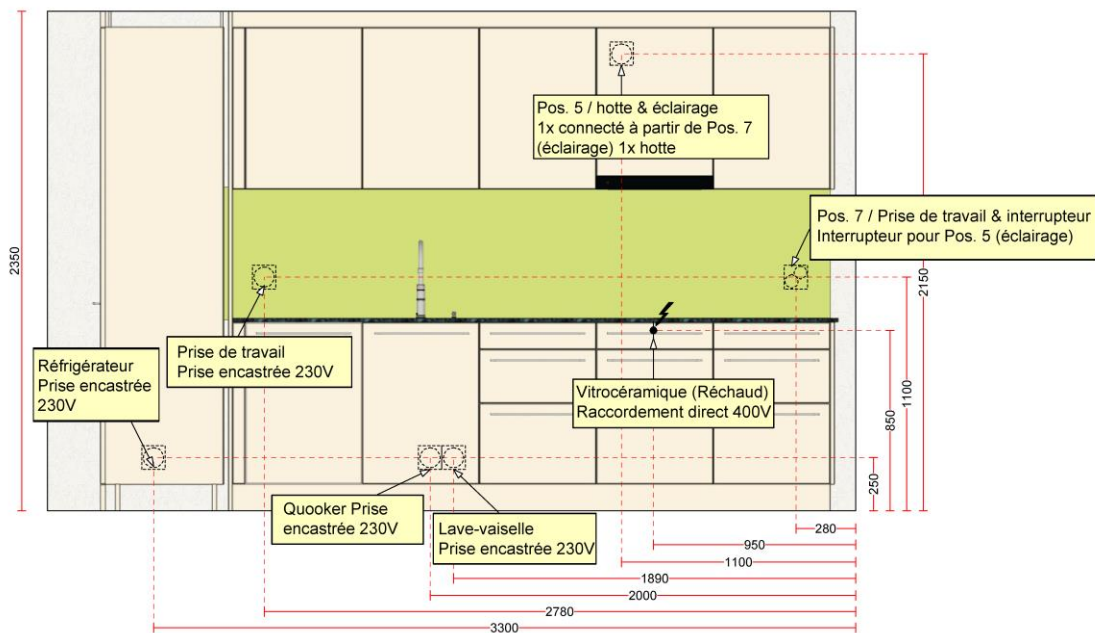 Pos. 5 / hotte & éclairage
1x connecté à partir de Pos. 7
(éclairage) 1x hotte
Pos. 7 / Prise de travail & interrupteur
Interrupteur pour Pos. 5 (éclairage)
2350
2150
Prise de travail
Prise encastrée 230V
Réfrigérateur
Prise encastrée
230V
Vitrocéramique (Réchaud)
Raccordement direct 400V
1100
850
250
Quooker Prise
encastrée 230V
Lave-vaiselle
Prise encastrée 230V
280
950
1100
1890
2000
2780
3300